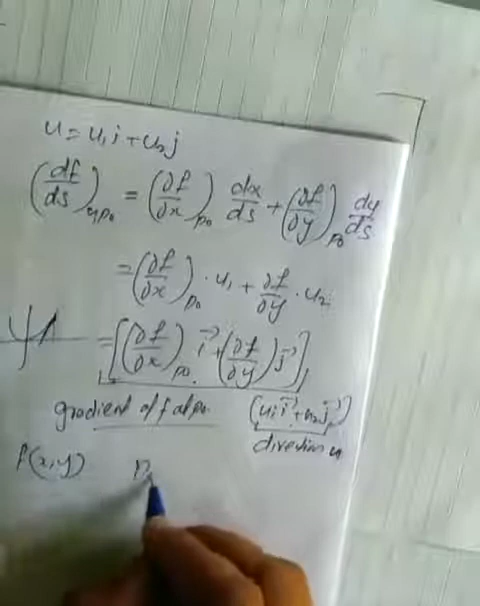 u = u₁i + u₂j
(df/ds)u,p₀ = (∂f/∂x)p₀ dx/ds + (∂f/∂y)p₀ dy/ds
= (∂f/∂x)p₀ · u₁ + ∂f/∂y · u₂
= [(∂f/∂x)p₀ i⃗ + (∂f/∂y) j⃗]
gradient of f at p₀ (u₁i⃗ + u₂j⃗)
direction u
f(x,y)